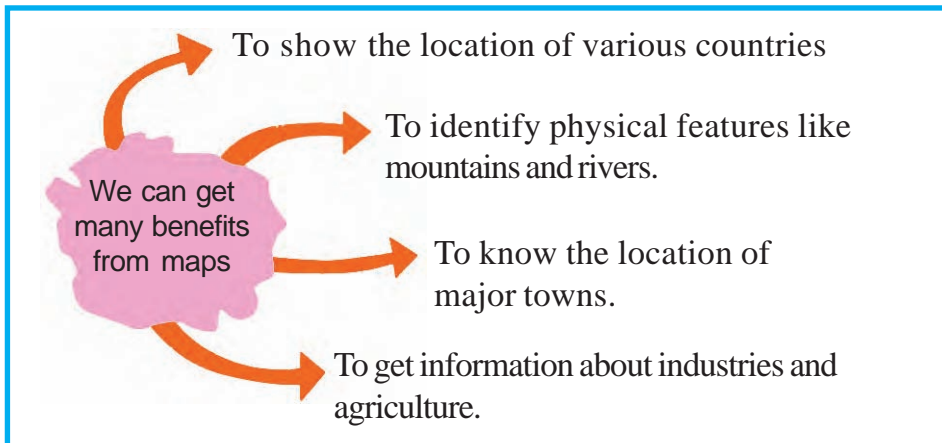 To show the location of various countries
To identify physical features like
mountains and rivers.
We can get
many benefits
from maps
To know the location of
major towns.
To get information about industries and
agriculture.